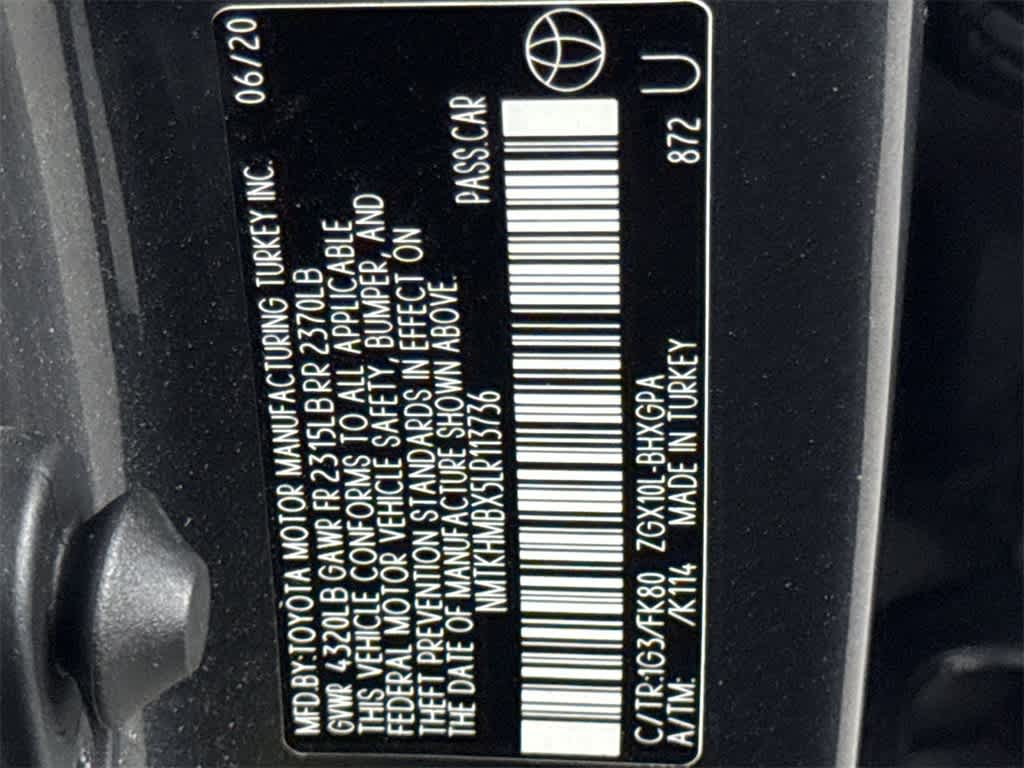 MFD.BY:TOYOTA MOTOR MANUFACTURING TURKEY INC. 06/20
GVWR 4320LB GAWR FR 2315LB RR 2370LB
THIS VEHICLE CONFORMS TO ALL APPLICABLE
FEDERAL MOTOR VEHICLE SAFETY, BUMPER, AND
THEFT PREVENTION STANDARDS IN EFFECT ON
THE DATE OF MANUFACTURE SHOWN ABOVE.
NMTKHMBX5LR113736 PASS.CAR
C/TR:1G3/FK80 ZGX10L-BHXGPA
A/TM: /K114 MADE IN TURKEY 872 U